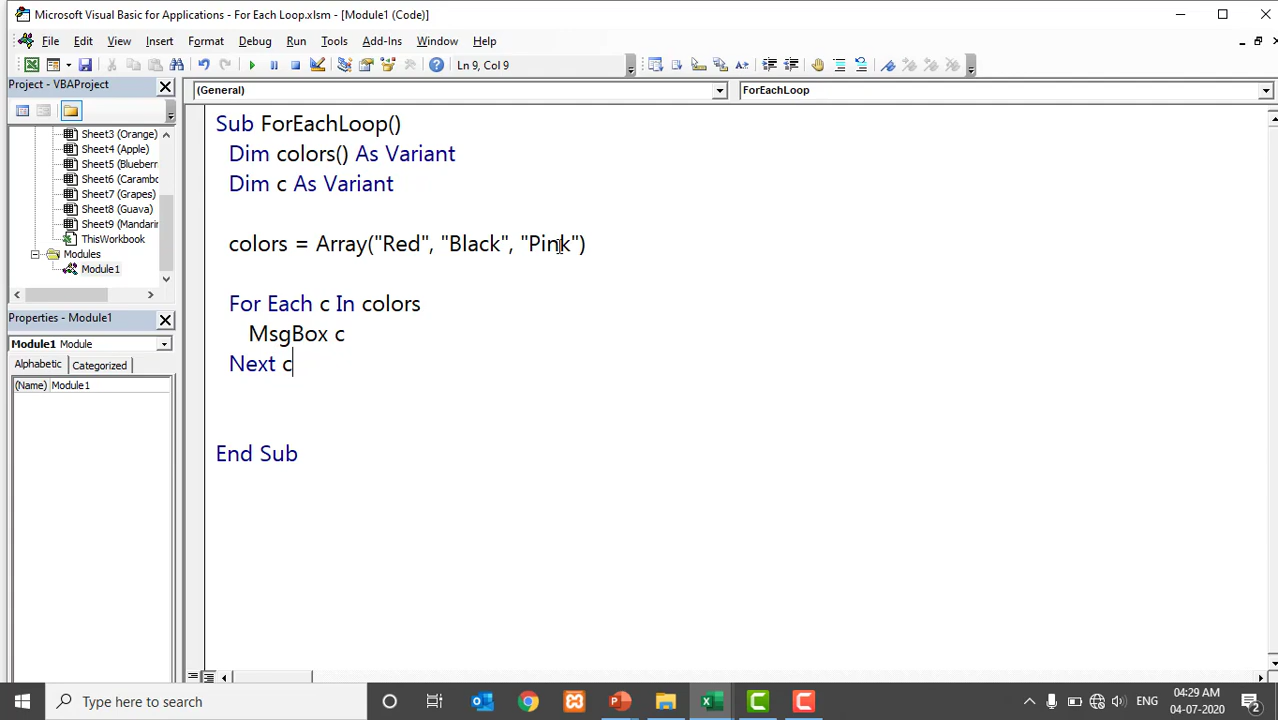 Microsoft Visual Basic for Applications - For Each Loop.xlsm - [Module1 (Code)]
File Edit View Insert Format Debug Run Tools Add-Ins Window Help
Ln 9, Col 9
Project - VBAProject
(General) ForEachLoop
Sheet3 (Orange)
Sheet4 (Apple)
Sheet5 (Blueberr
Sheet6 (Carambo
Sheet7 (Grapes)
Sheet8 (Guava)
Sheet9 (Mandari
ThisWorkbook
Modules
Module1
Properties - Module1
Module1 Module
Alphabetic Categorized
(Name) Module1
Sub ForEachLoop()
Dim colors() As Variant
Dim c As Variant
colors = Array("Red", "Black", "Pink")
For Each c In colors
MsgBox c
Next c
End Sub
Type here to search
ENG
04:29 AM
04-07-2020
2